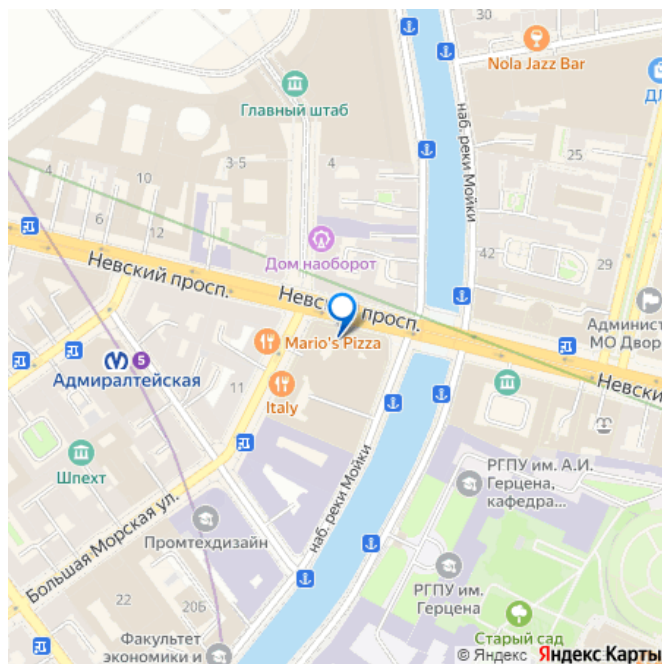 30
Nola Jazz Bar
ДЛ
Главный штаб
наб. реки Мойки
25
3-5
4
4
10
6
12
42
29
Дом наоборот
Невский просп.
Невский просп.
Админист
МО Двор
Mario's Pizza
5
Адмиралтейская
11
Italy
Невски
Шпехт
РГПУ им. А.И.
Герцена,
кафедра...
Большая Морская ул.
наб. реки Мойки
Промтехдизайн
РГПУ им.
Герцена
22
20Б
Старый сад
Факультет
экономики и
© Яндекс Яндекс Карты